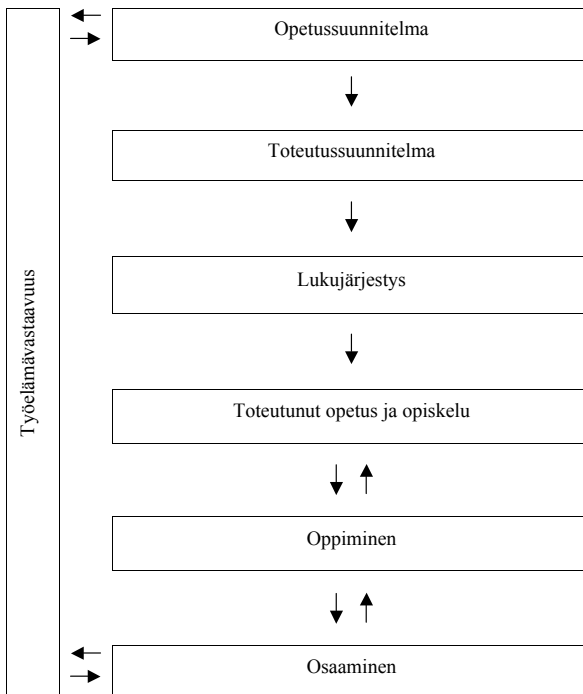 Opetussuunnitelma
Toteutussuunnitelma
Lukujärjestys
Toteutunut opetus ja opiskelu
Oppiminen
Osaaminen
Työelämävastaavuus